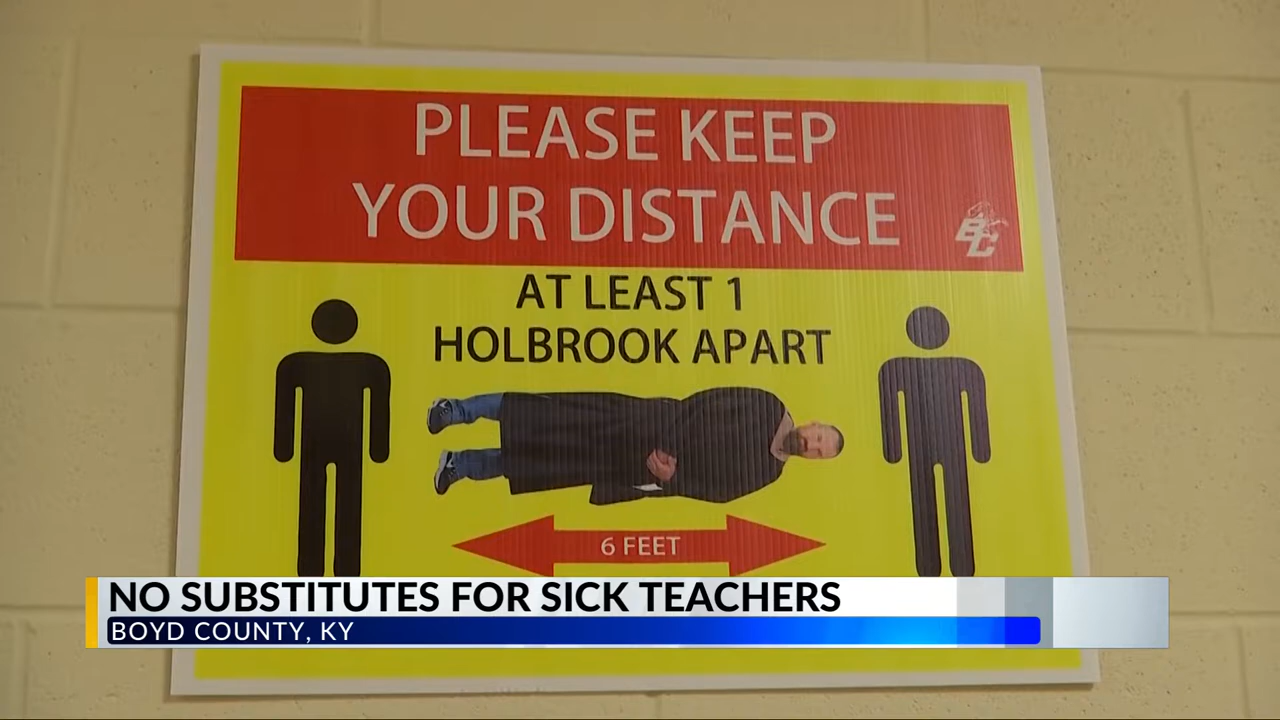 PLEASE KEEP
YOUR DISTANCE
BC
AT LEAST 1
HOLBROOK APART
6 FEET
NO SUBSTITUTES FOR SICK TEACHERS
BOYD COUNTY, KY